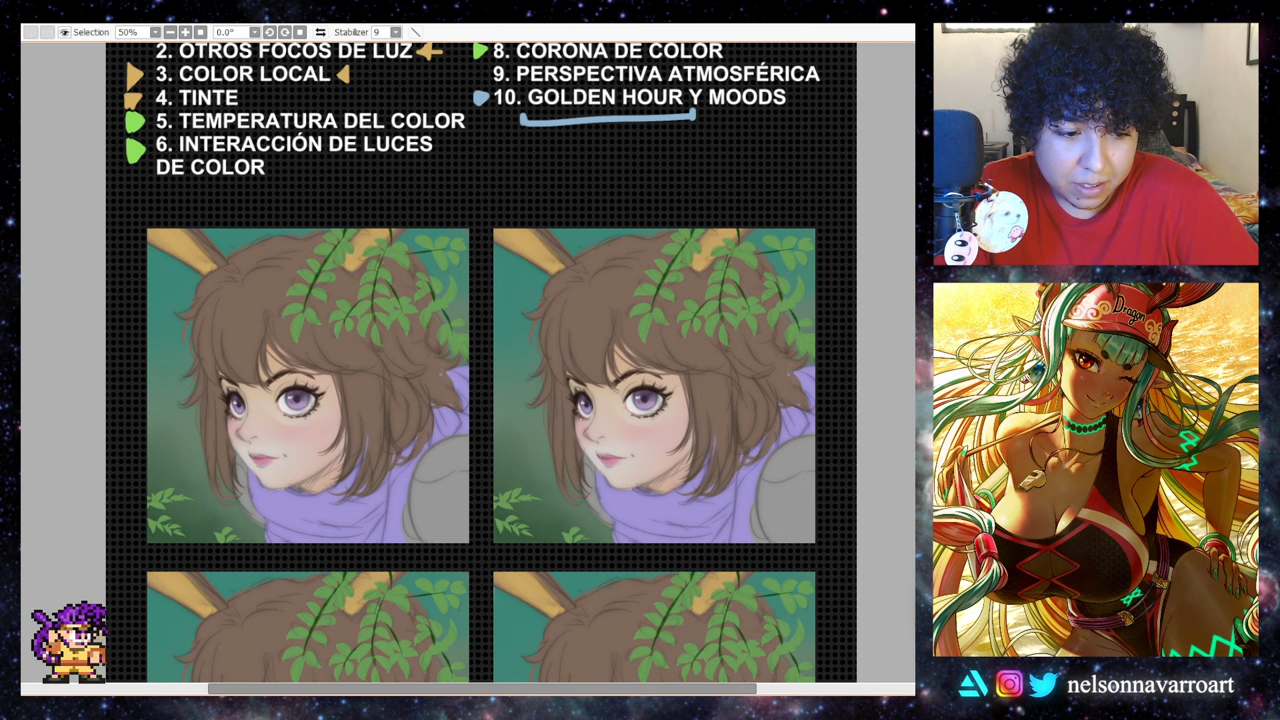 Selection 50% 0.0° Stabilizer 9
2. OTROS FOCOS DE LUZ
3. COLOR LOCAL
4. TINTE
5. TEMPERATURA DEL COLOR
6. INTERACCIÓN DE LUCES
DE COLOR
8. CORONA DE COLOR
9. PERSPECTIVA ATMOSFÉRICA
10. GOLDEN HOUR Y MOODS
Dragon
nelsonnavarroart